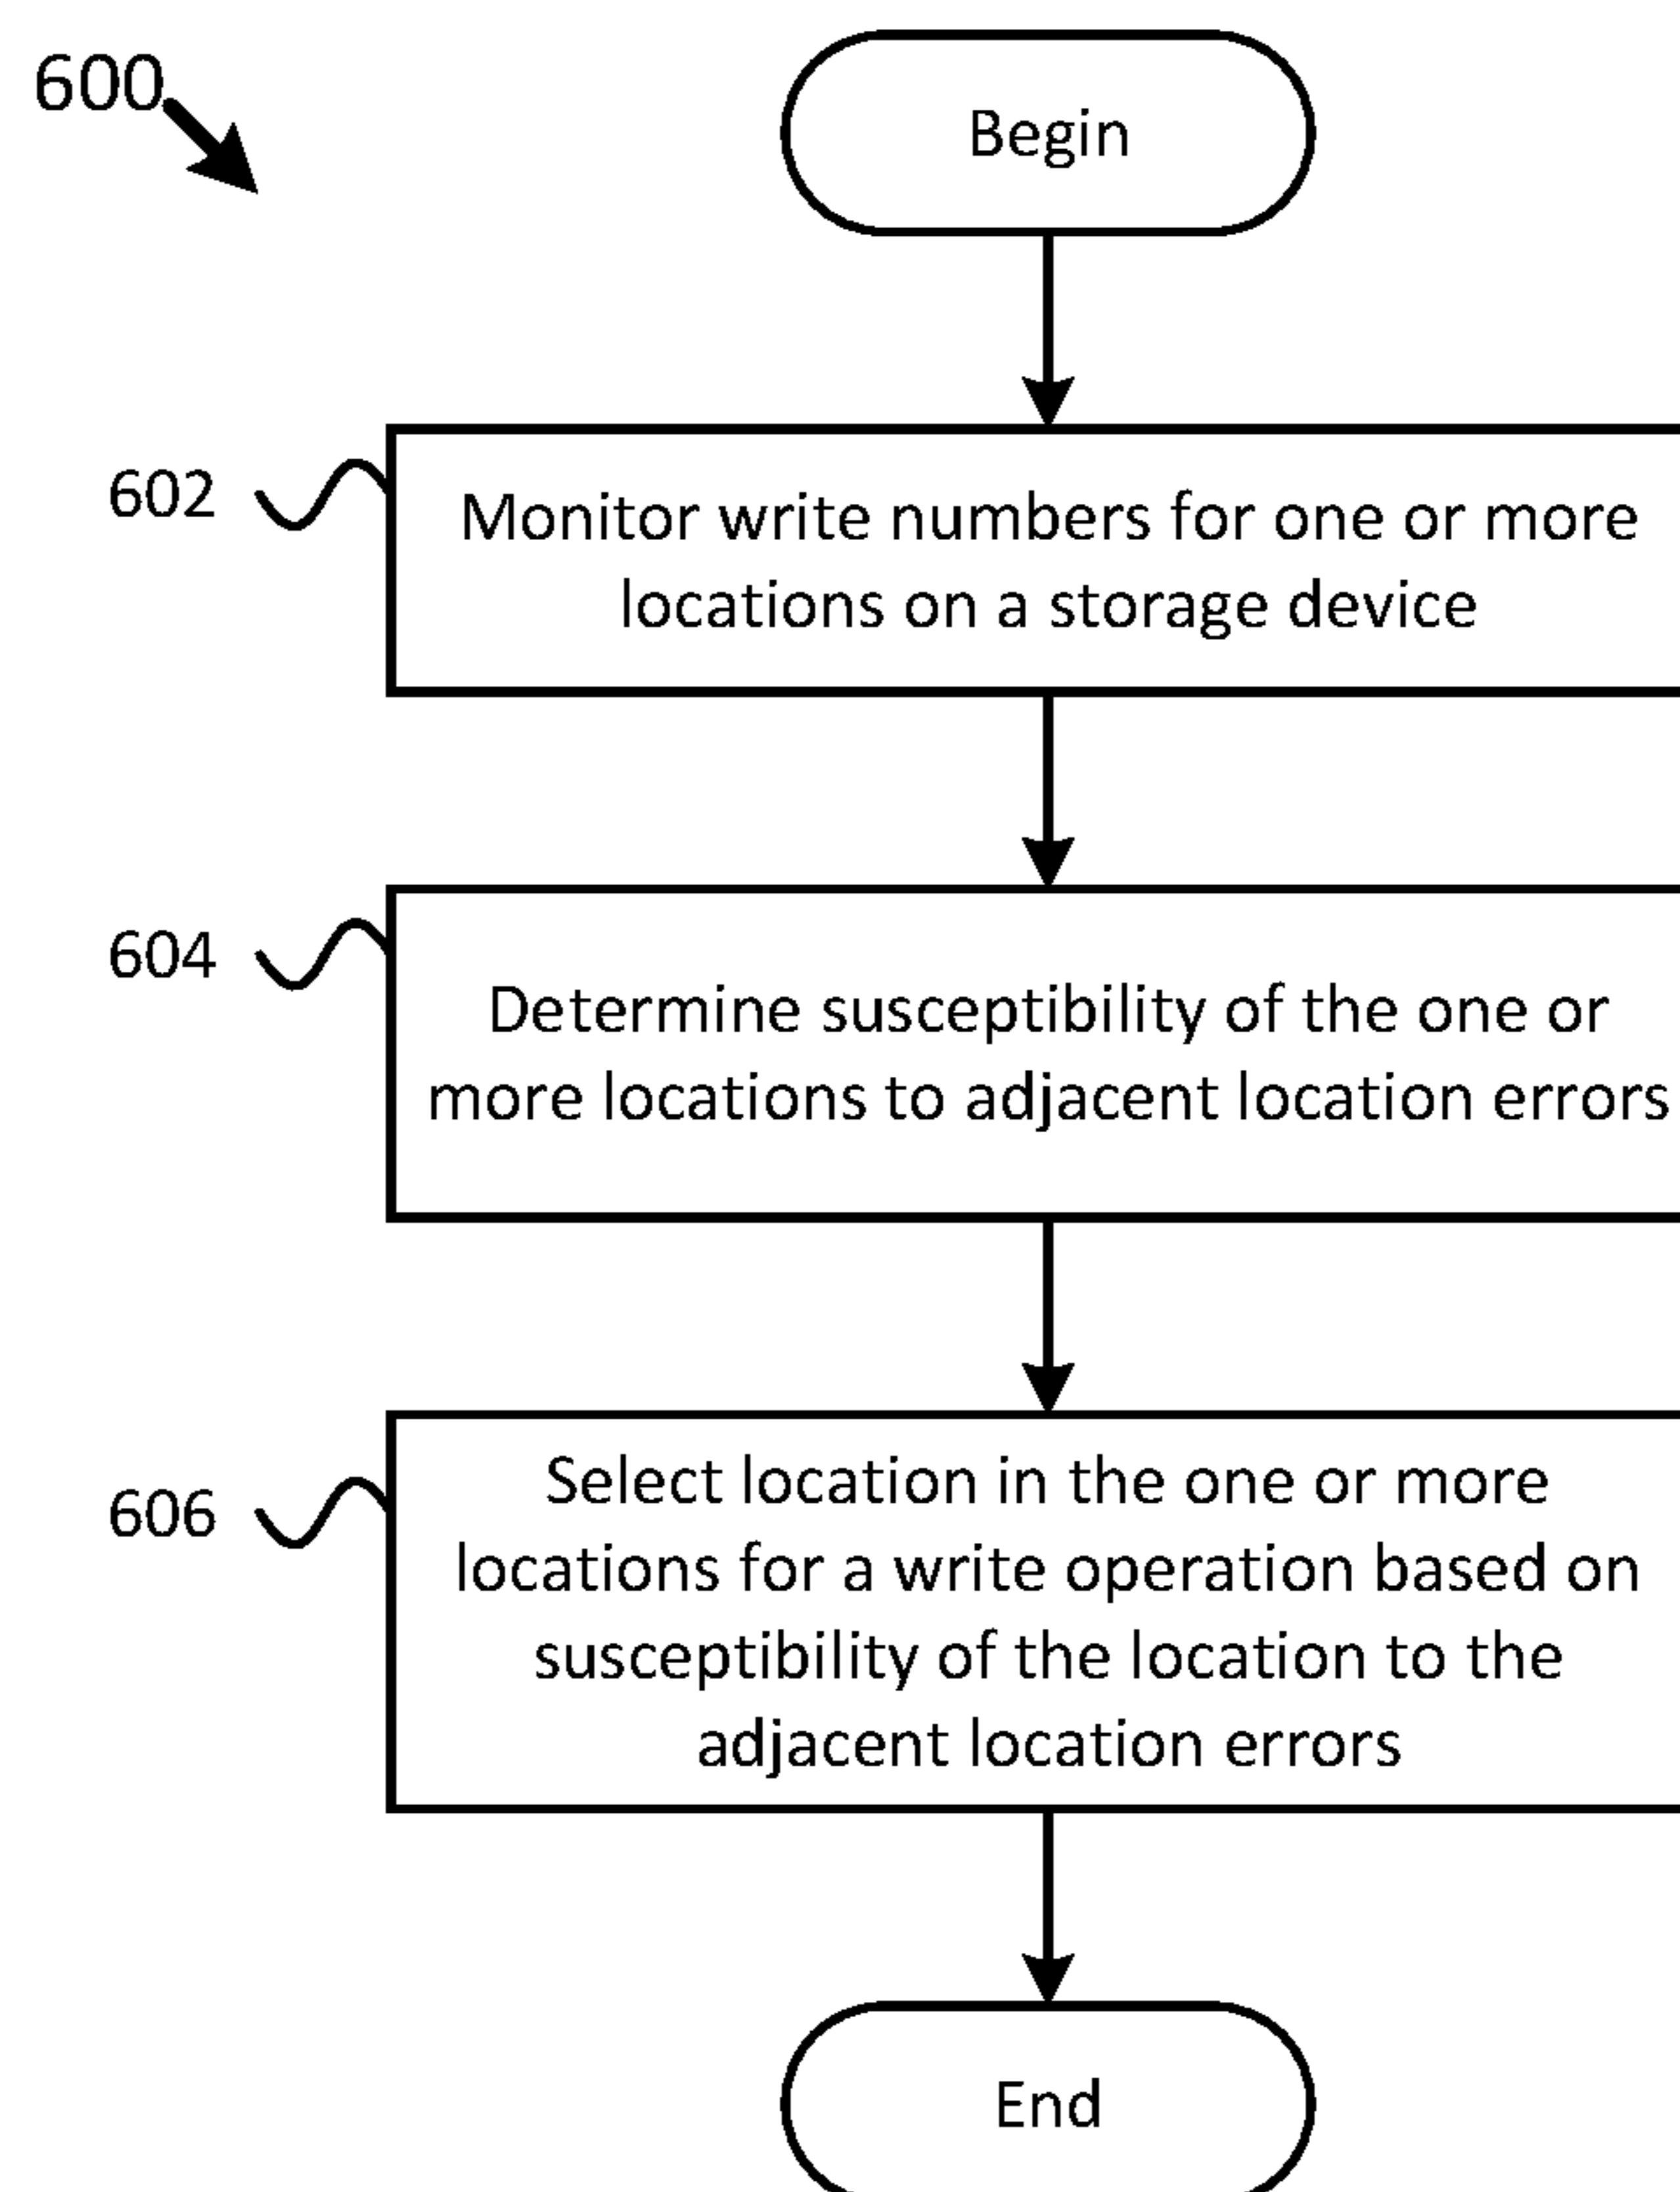 600
Begin
602
Monitor write numbers for one or more
locations on a storage device
604
Determine susceptibility of the one or
more locations to adjacent location errors
606
Select location in the one or more
locations for a write operation based on
susceptibility of the location to the
adjacent location errors
End